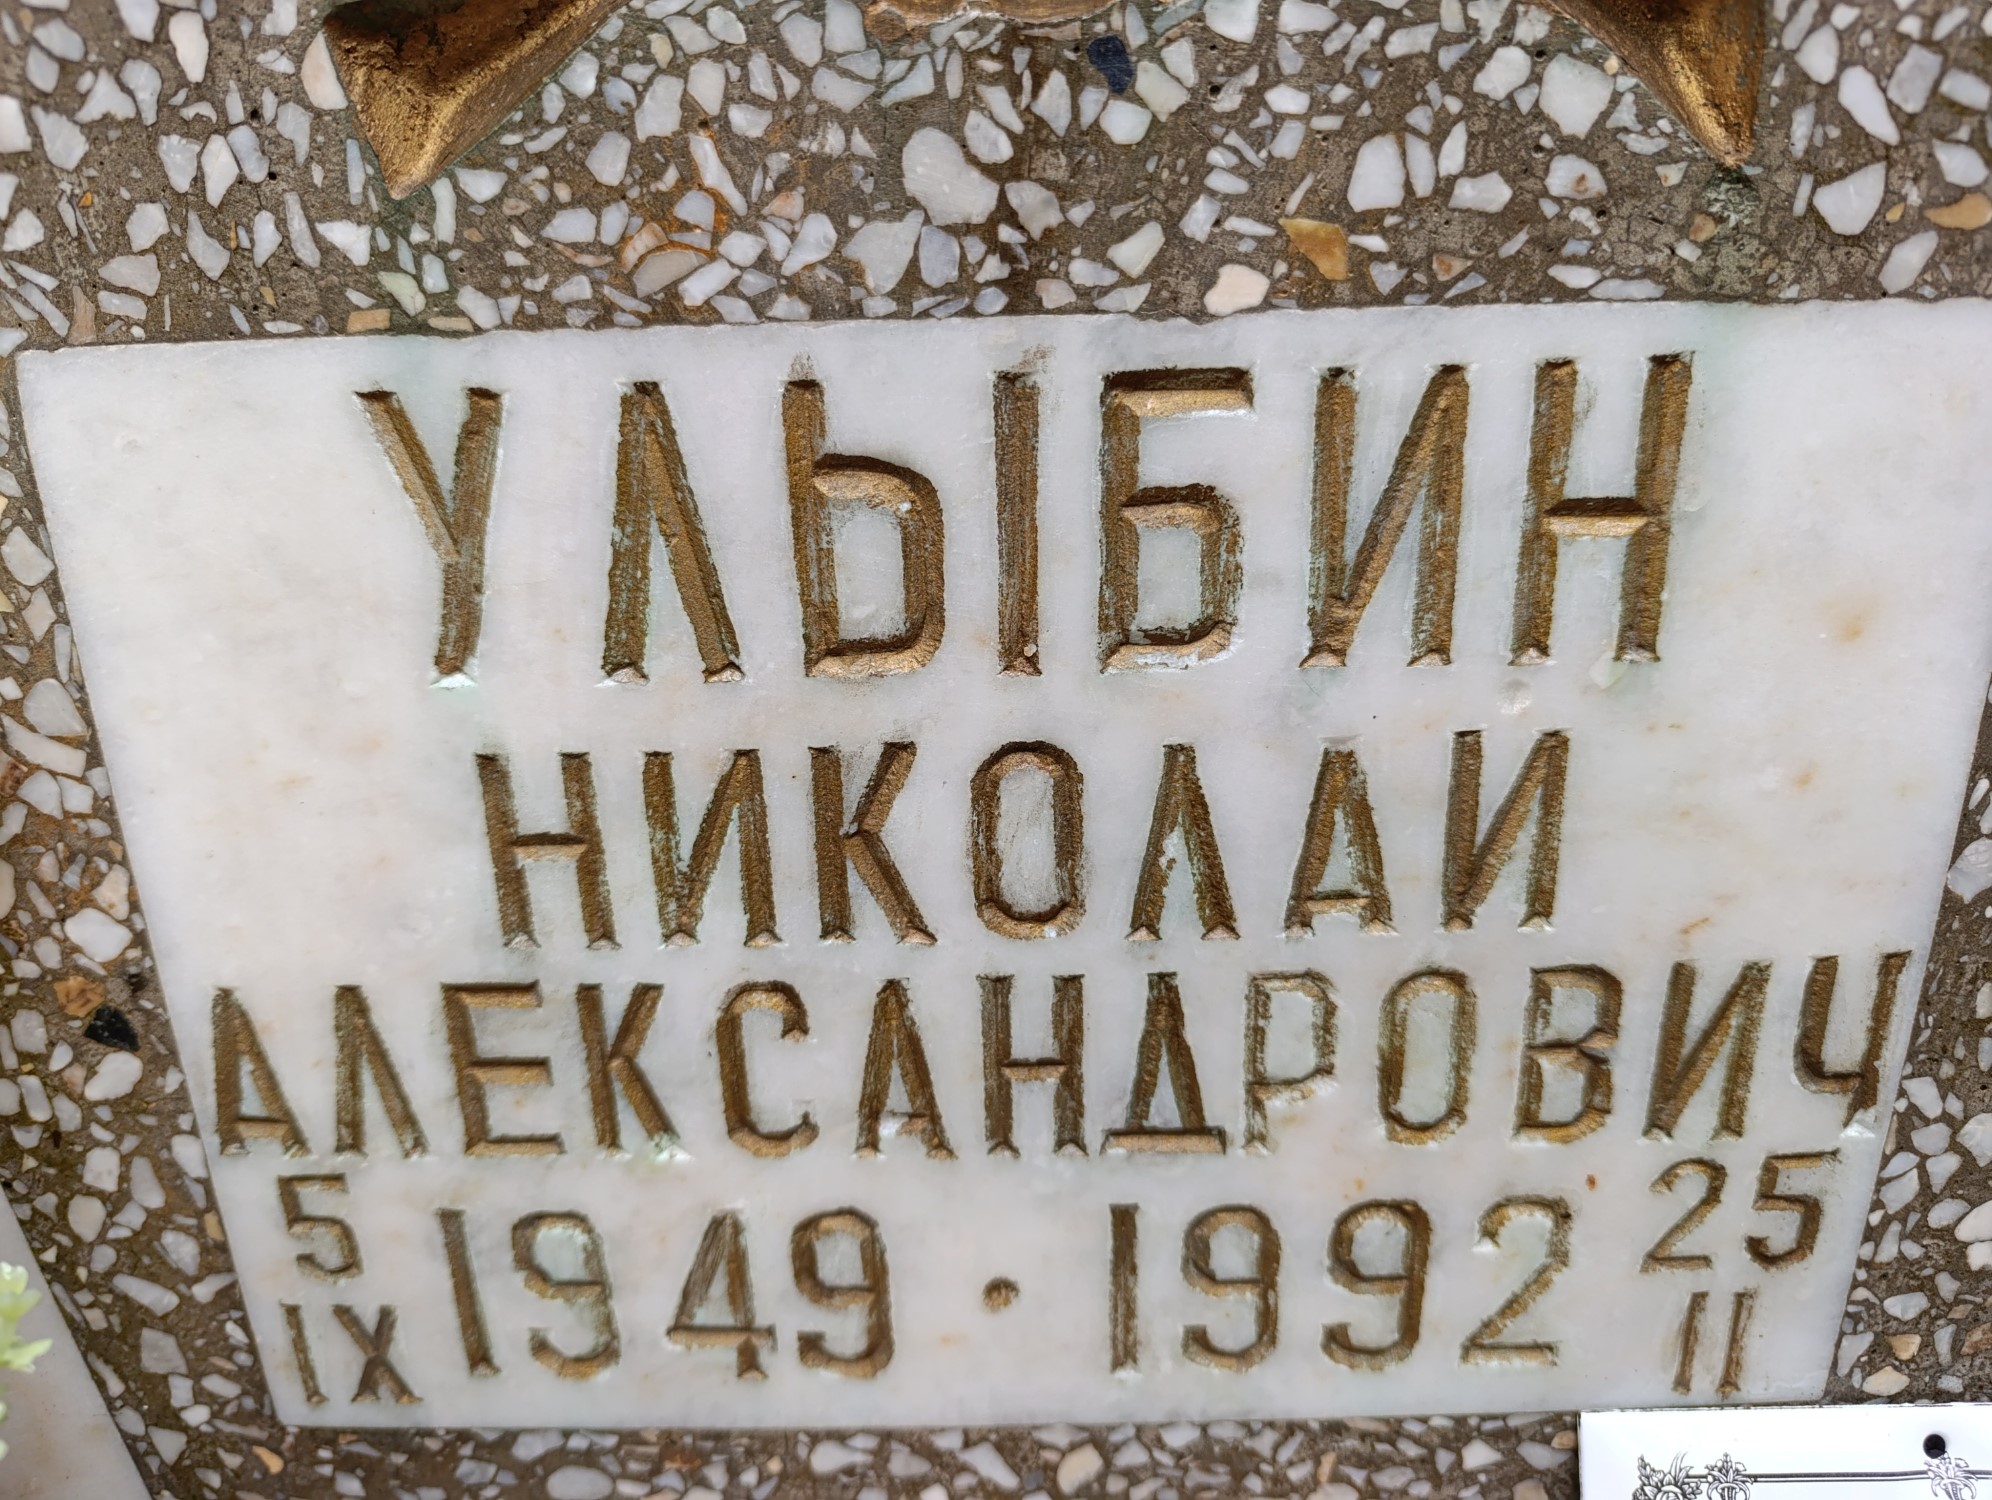 УЛЫБИН
НИКОЛАИ
АЛЕКСАНДРОВИЧ
5 IX 1949 · 1992 25 II